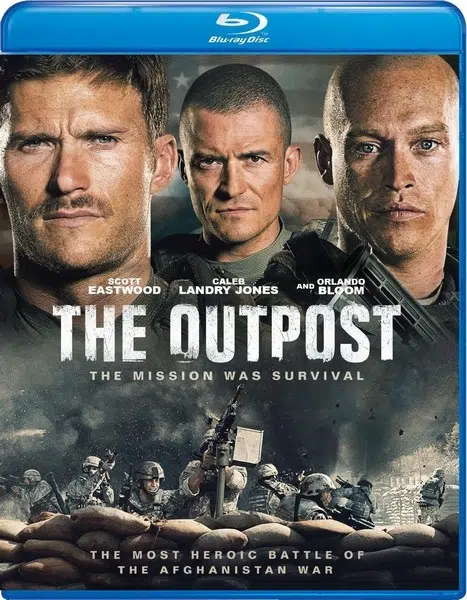 Blu-ray Disc
TM
SCOTT CALEB AND ORLANDO
EASTWOOD LANDRY JONES BLOOM
THE OUTPOST
THE MISSION WAS SURVIVAL
THE MOST HEROIC BATTLE OF
THE AFGHANISTAN WAR